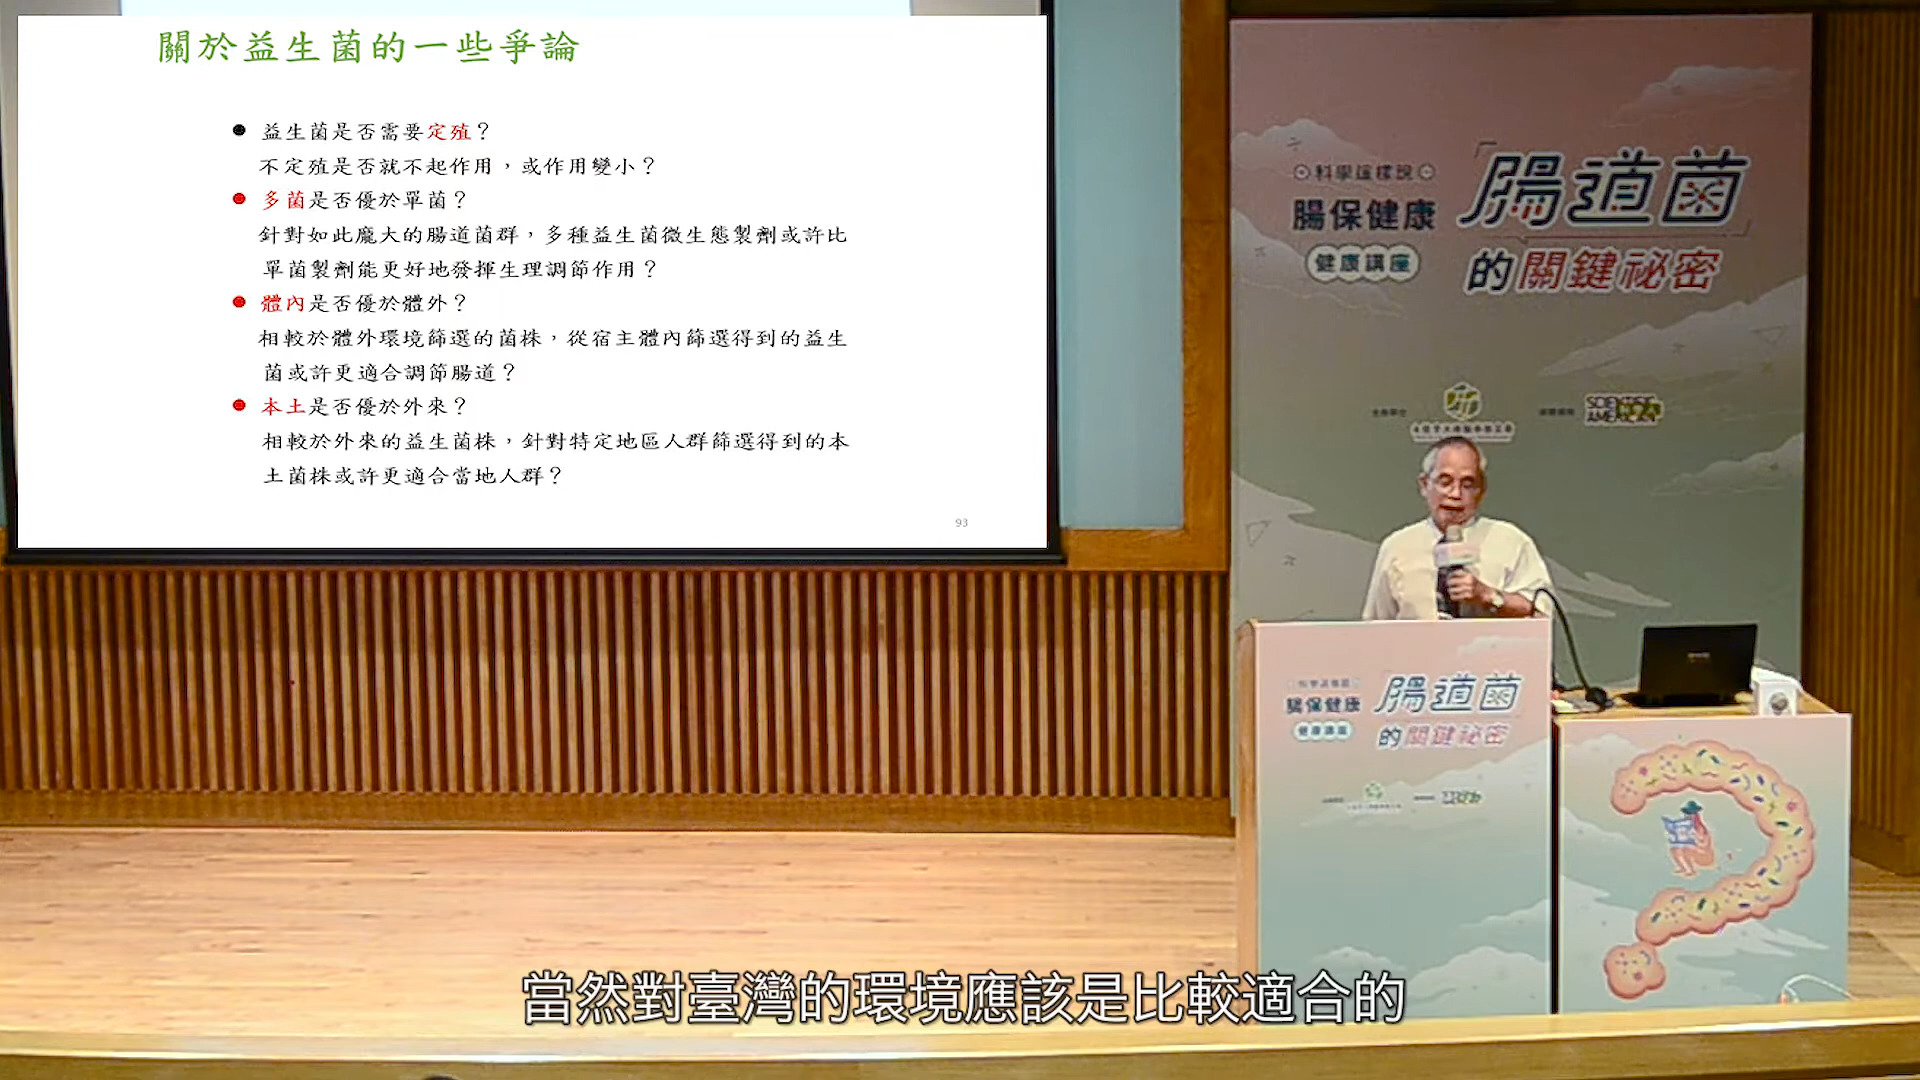 關於益生菌的一些爭論
● 益生菌是否需要定殖？
不定殖是否就不起作用，或作用變小？
● 多菌是否優於單菌？
針對如此龐大的腸道菌群，多種益生菌微生態製劑或許比
單菌製劑能更好地發揮生理調節作用？
● 體內是否優於體外？
相較於體外環境篩選的菌株，從宿主體內篩選得到的益生
菌或許更適合調節腸道？
● 本土是否優於外來？
相較於外來的益生菌株，針對特定地區人群篩選得到的本
土菌株或許更適合當地人群？
93
科學這樣說
腸保健康
健康講座
「腸道菌」
的關鍵祕密
SCIENTIFIC
AMERICAN
腸保健康
健康講座
「腸道菌」
的關鍵祕密
當然對臺灣的環境應該是比較適合的